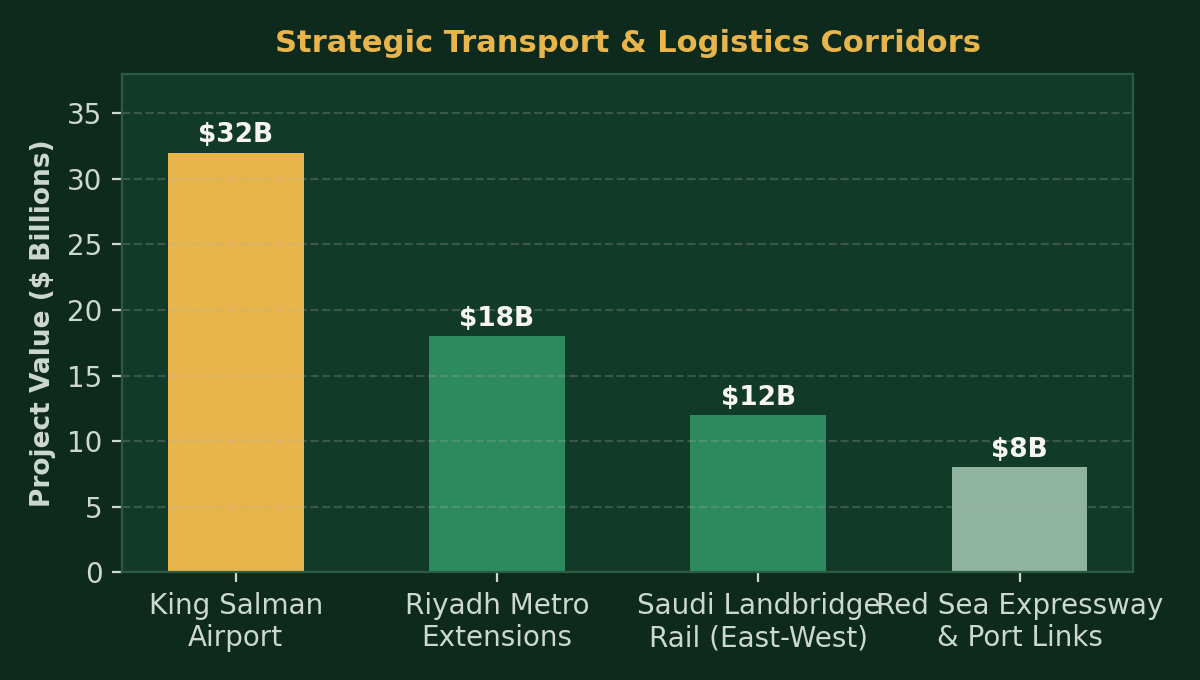 Strategic Transport & Logistics Corridors
Project Value ($ Billions)
35
30
25
20
15
10
5
0
$32B
$18B
$12B
$8B
King Salman
Airport
Riyadh Metro
Extensions
Saudi Landbridge
Rail (East-West)
Red Sea Expressway
& Port Links